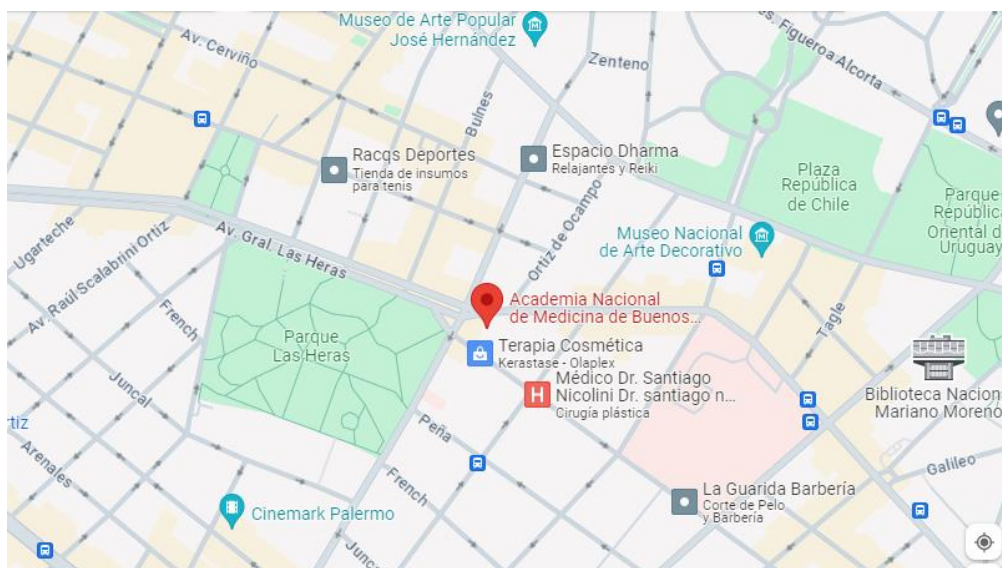 Museo de Arte Popular
José Hernández
Av. Cerviño
Zenteno
Figueroa Alcorta
Bulnes
Racqs Deportes
Tienda de insumos
para tenis
Espacio Dharma
Relajantes y Reiki
Plaza
República
de Chile
Parque
Repúblic
Oriental d
Uruguay
Ugarteche
Av. Raúl Scalabrini Ortiz
Av. Gral. Las Heras
Ortiz de Ocampo
Museo Nacional
de Arte Decorativo
French
Academia Nacional
de Medicina de Buenos...
Tagle
Parque
Las Heras
Terapia Cosmética
Kerastase - Olaplex
H
Médico Dr. Santiago
Nicolini Dr. santiago n...
Cirugía plástica
Biblioteca Nacion
Mariano Moreno
Juncal
tiz
Peña
Arenales
French
Galileo
Cinemark Palermo
La Guarida Barbería
Corte de Pelo
y Barbería
Junc